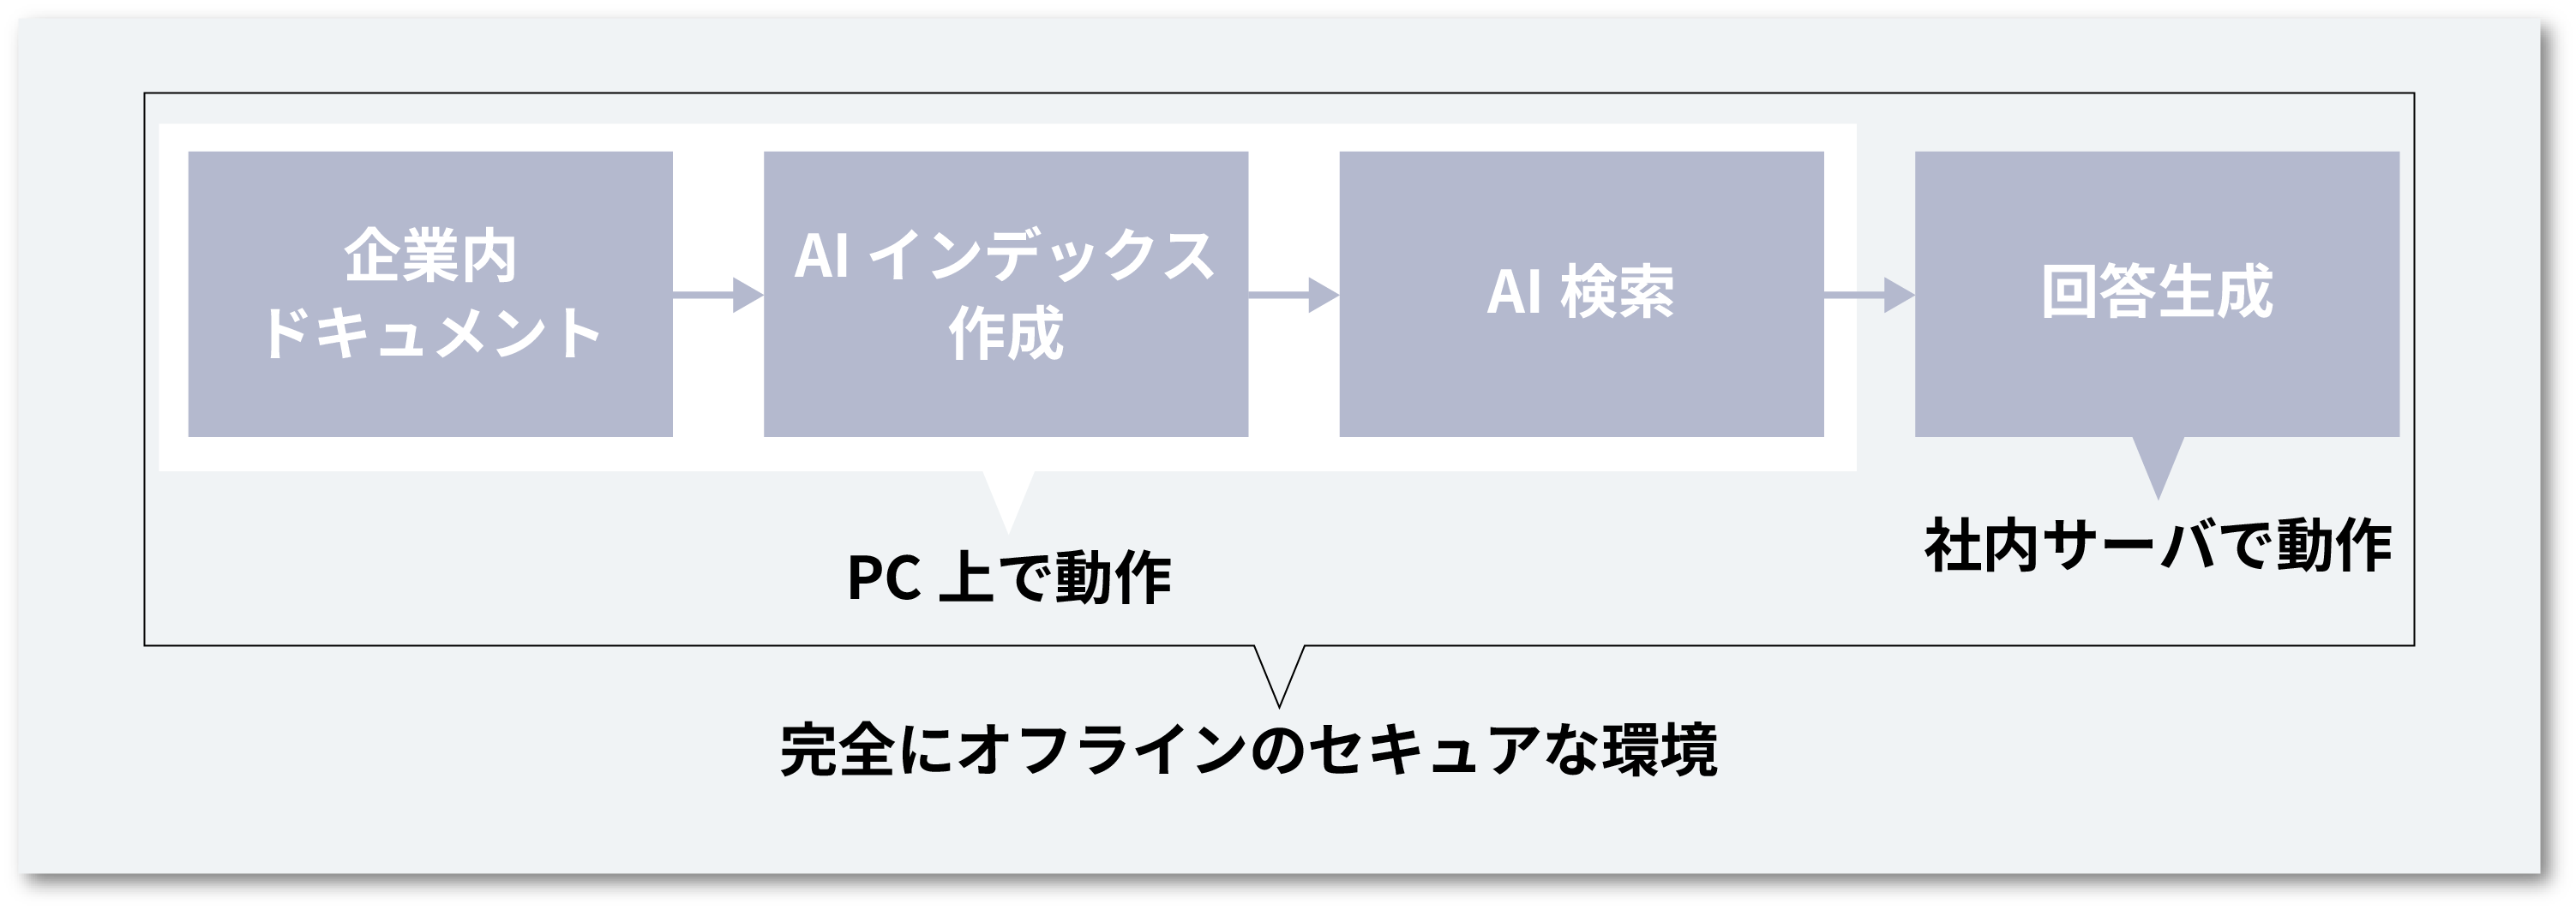 企業内
ドキュメント
AI インデックス
作成
AI 検索
回答生成
PC 上で動作
社内サーバで動作
完全にオフラインのセキュアな環境